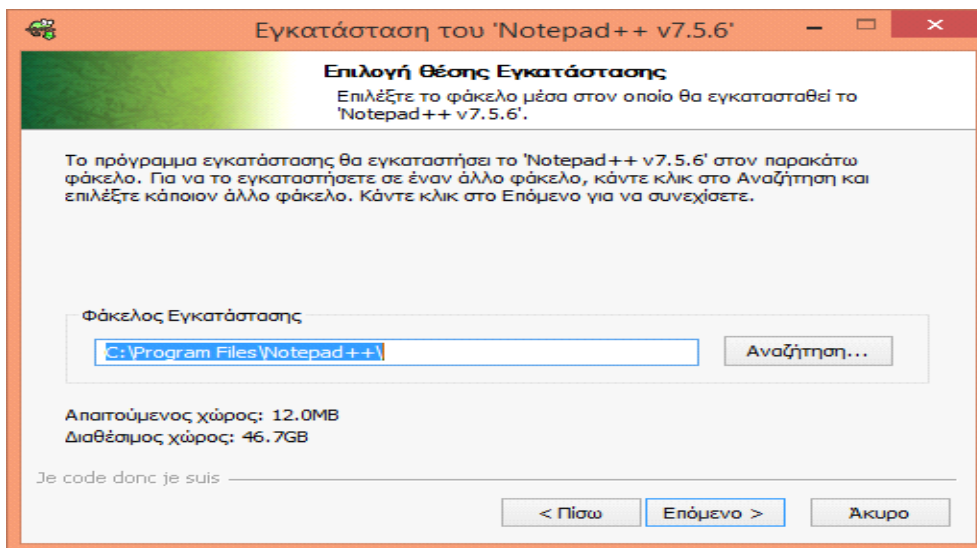 Εγκατάσταση του 'Notepad++ v7.5.6'
Επιλογή Θέσης Εγκατάστασης
Επιλέξτε το φάκελο μέσα στον οποίο θα εγκατασταθεί το
'Notepad++ v7.5.6'.
Το πρόγραμμα εγκατάστασης θα εγκαταστήσει το 'Notepad++ v7.5.6' στον παρακάτω
φάκελο. Για να το εγκαταστήσετε σε έναν άλλο φάκελο, κάντε κλικ στο Αναζήτηση και
επιλέξτε κάποιον άλλο φάκελο. Κάντε κλικ στο Επόμενο για να συνεχίσετε.
Φάκελος Εγκατάστασης
C:\Program Files\Notepad++\
Αναζήτηση...
Απαιτούμενος χώρος: 12.0MB
Διαθέσιμος χώρος: 46.7GB
Je code donc je suis
< Πίσω Επόμενο > Άκυρο